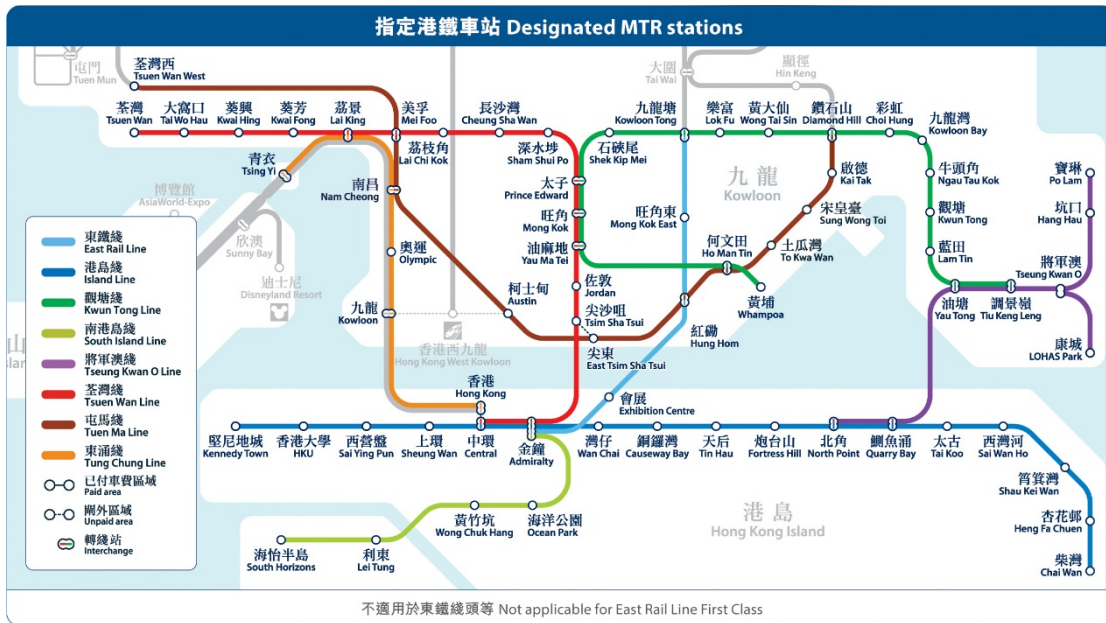 指定港鐵車站 Designated MTR stations
屯門
Tuen Mun
荃灣西
Tsuen Wan West
大圍
Tai Wai
顯徑
Hin Keng
荃灣
Tsuen Wan
大窩口
Tai Wo Hau
葵興
Kwai Hing
葵芳
Kwai Fong
荔景
Lai King
美孚
Mei Foo
荔枝角
Lai Chi Kok
長沙灣
Cheung Sha Wan
深水埗
Sham Shui Po
九龍塘
Kowloon Tong
石硤尾
Shek Kip Mei
樂富
Lok Fu
黃大仙
Wong Tai Sin
鑽石山
Diamond Hill
彩虹
Choi Hung
九龍灣
Kowloon Bay
青衣
Tsing Yi
南昌
Nam Cheong
太子
Prince Edward
九龍
Kowloon
啟德
Kai Tak
牛頭角
Ngau Tau Kok
寶琳
Po Lam
博覽館
AsiaWorld-Expo
旺角
Mong Kok
旺角東
Mong Kok East
宋皇臺
Sung Wong Toi
觀塘
Kwun Tong
坑口
Hang Hau
欣澳
Sunny Bay
奧運
Olympic
油麻地
Yau Ma Tei
何文田
Ho Man Tin
土瓜灣
To Kwa Wan
藍田
Lam Tin
將軍澳
Tseung Kwan O
迪士尼
Disneyland Resort
柯士甸
Austin
佐敦
Jordan
黃埔
Whampoa
油塘
Yau Tong
調景嶺
Tiu Keng Leng
九龍
Kowloon
香港西九龍
Hong Kong West Kowloon
尖沙咀
Tsim Sha Tsui
尖東
East Tsim Sha Tsui
紅磡
Hung Hom
康城
LOHAS Park
山
香港
Hong Kong
會展
Exhibition Centre
堅尼地城
Kennedy Town
香港大學
HKU
西營盤
Sai Ying Pun
上環
Sheung Wan
中環
Central
金鐘
Admiralty
灣仔
Wan Chai
銅鑼灣
Causeway Bay
天后
Tin Hau
炮台山
Fortress Hill
北角
North Point
鰂魚涌
Quarry Bay
太古
Tai Koo
西灣河
Sai Wan Ho
筲箕灣
Shau Kei Wan
杏花邨
Heng Fa Chuen
柴灣
Chai Wan
黃竹坑
Wong Chuk Hang
海洋公園
Ocean Park
海怡半島
South Horizons
利東
Lei Tung
港島
Hong Kong Island
東鐵綫
East Rail Line
港島綫
Island Line
觀塘綫
Kwun Tong Line
南港島綫
South Island Line
將軍澳綫
Tseung Kwan O Line
荃灣綫
Tsuen Wan Line
屯馬綫
Tuen Ma Line
東涌綫
Tung Chung Line
已付車費區域
Paid area
閘外區域
Unpaid area
轉綫站
Interchange
不適用於東鐵綫頭等 Not applicable for East Rail Line First Class